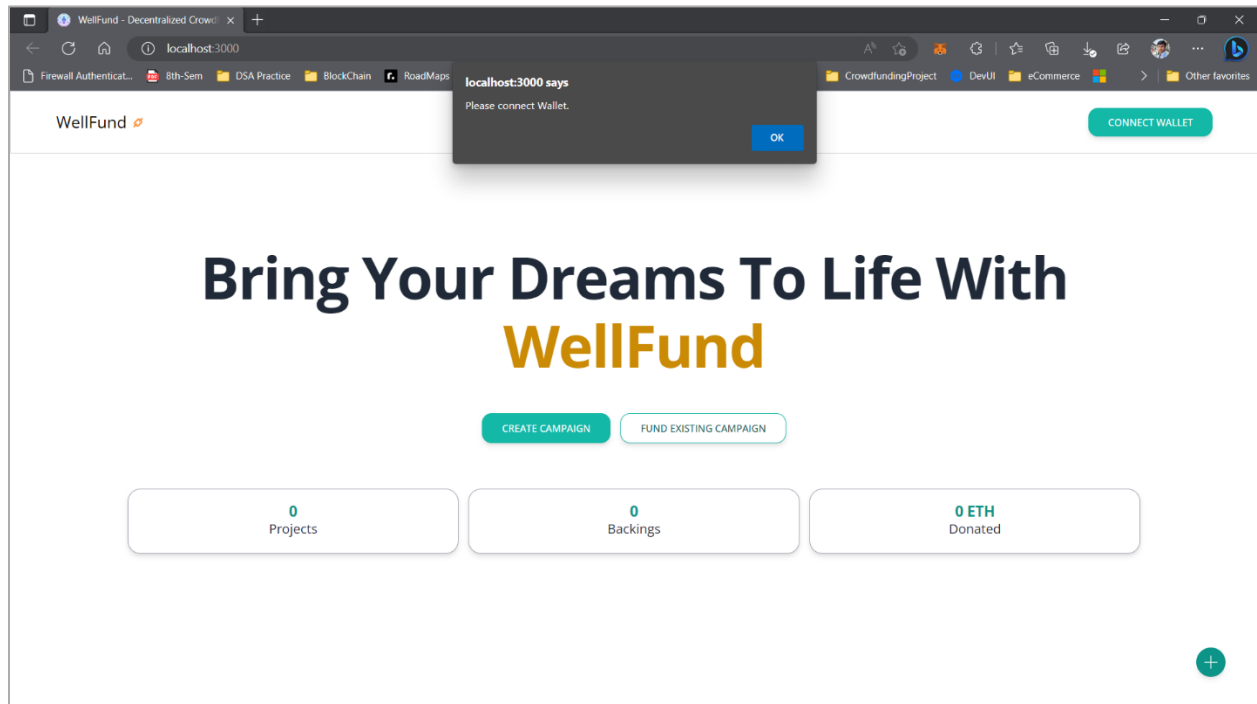 WellFund - Decentralized Crowd
localhost:3000
Firewall Authenticat... 8th-Sem DSA Practice BlockChain RoadMaps CrowdfundingProject DevUI eCommerce Other favorites
localhost:3000 says
Please connect Wallet.
OK
WellFund
CONNECT WALLET
Bring Your Dreams To Life With
WellFund
CREATE CAMPAIGN FUND EXISTING CAMPAIGN
0 0 0 ETH
Projects Backings Donated